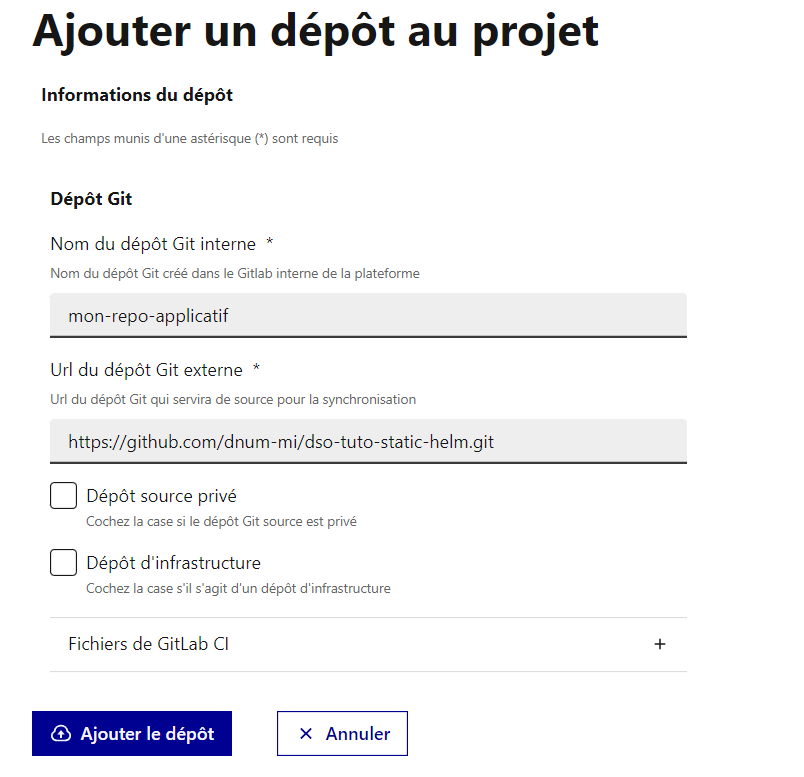 Ajouter un dépôt au projet
Informations du dépôt
Les champs munis d'une astérisque (*) sont requis
Dépôt Git
Nom du dépôt Git interne *
Nom du dépôt Git créé dans le Gitlab interne de la plateforme
mon-repo-applicatif
Url du dépôt Git externe *
Url du dépôt Git qui servira de source pour la synchronisation
https://github.com/dnum-mi/dso-tuto-static-helm.git
Dépôt source privé
Cochez la case si le dépôt Git source est privé
Dépôt d'infrastructure
Cochez la case s'il s'agit d'un dépôt d'infrastructure
Fichiers de GitLab CI +
Ajouter le dépôt
Annuler